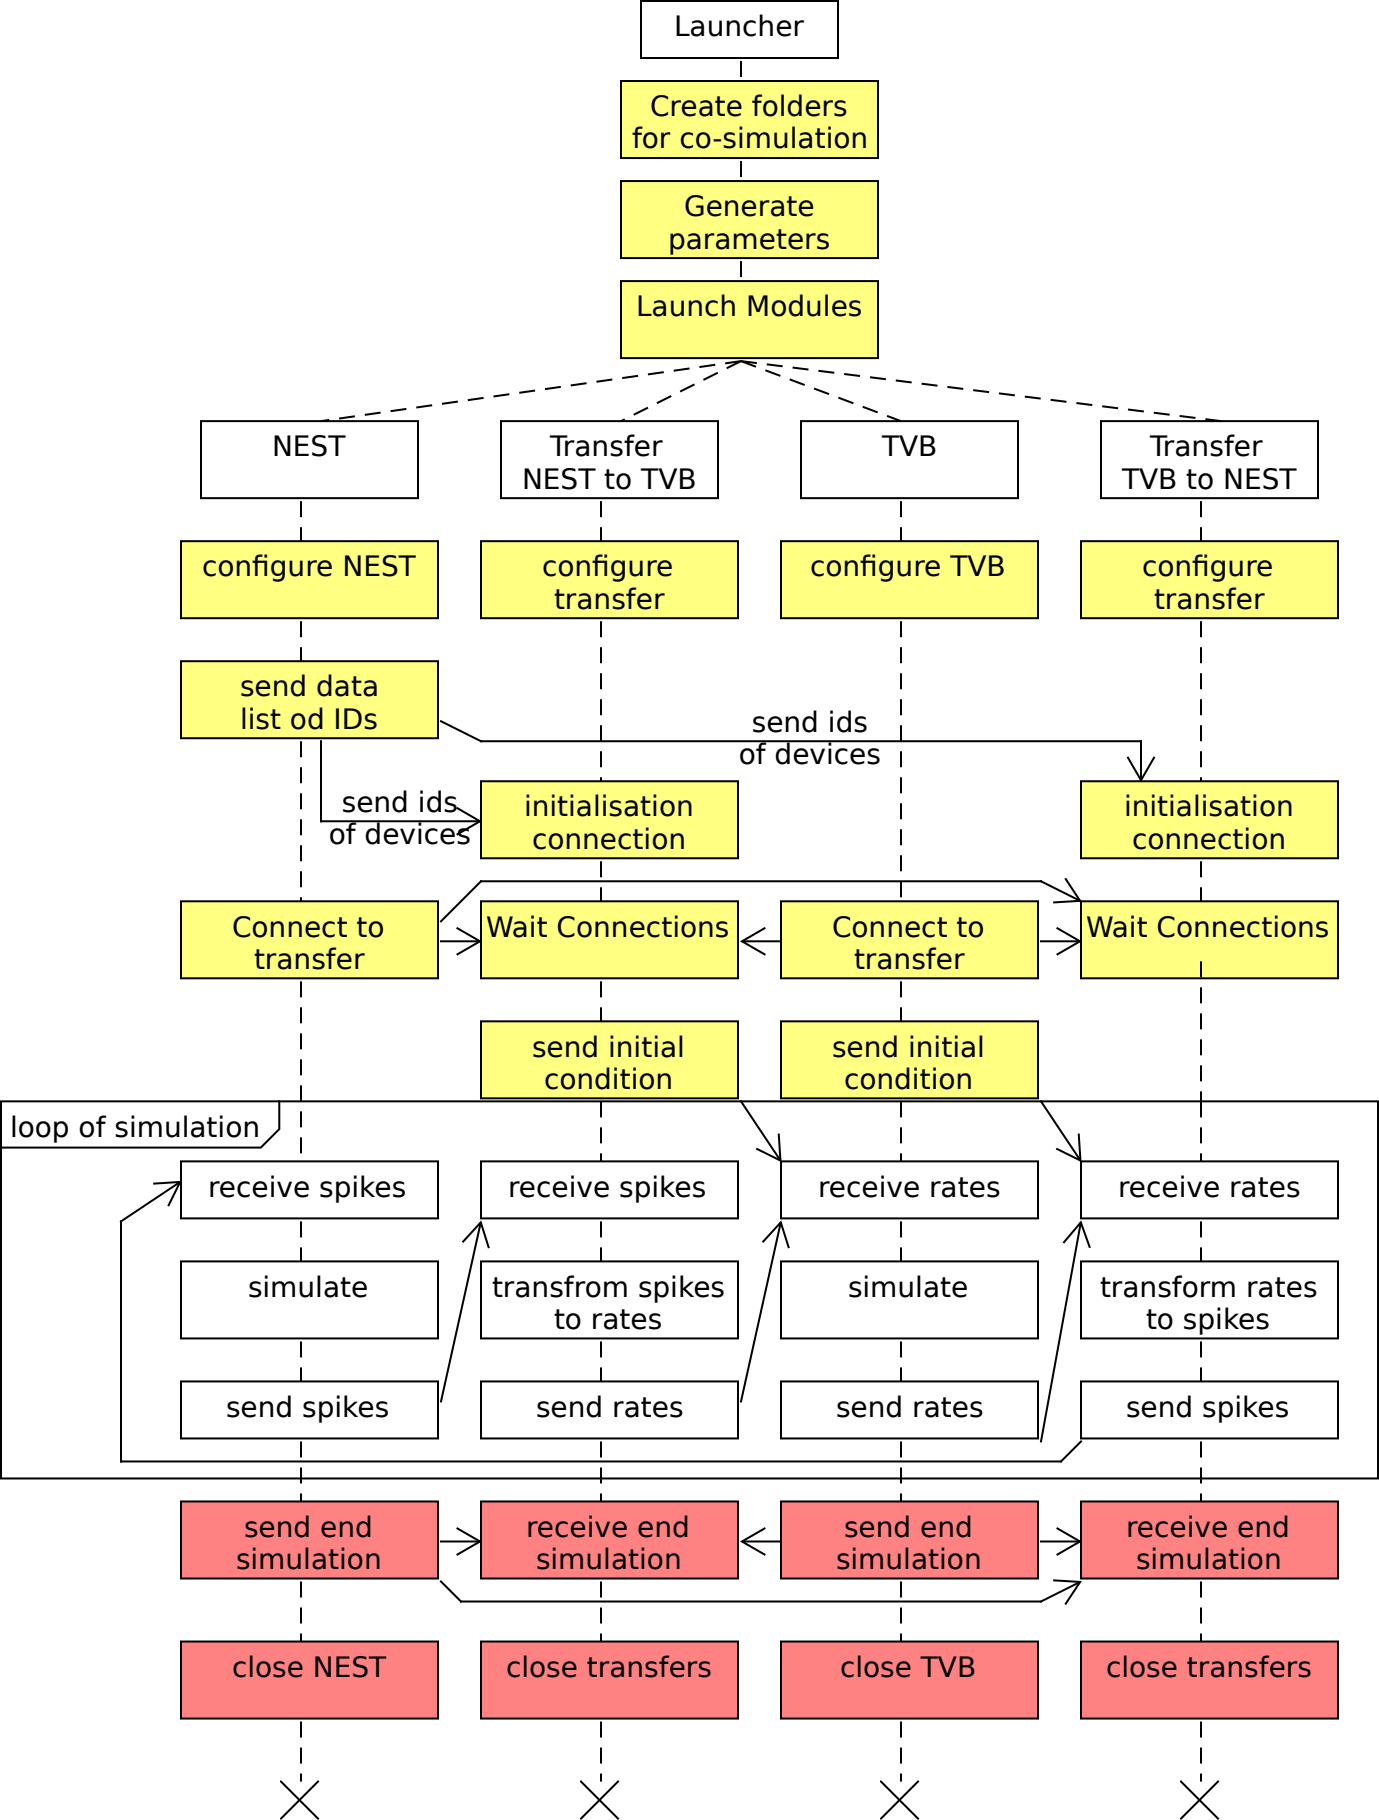 Launcher
Create folders
for co-simulation
Generate
parameters
Launch Modules
NEST
Transfer
NEST to TVB
TVB
Transfer
TVB to NEST
configure NEST
configure
transfer
configure TVB
configure
transfer
send data
list od IDs
send ids
of devices
send ids
of devices
initialisation
connection
initialisation
connection
Connect to
transfer
Wait Connections
Connect to
transfer
Wait Connections
send initial
condition
send initial
condition
loop of simulation
receive spikes
receive spikes
receive rates
receive rates
simulate
transfrom spikes
to rates
simulate
transform rates
to spikes
send spikes
send rates
send rates
send spikes
send end
simulation
receive end
simulation
send end
simulation
receive end
simulation
close NEST
close transfers
close TVB
close transfers